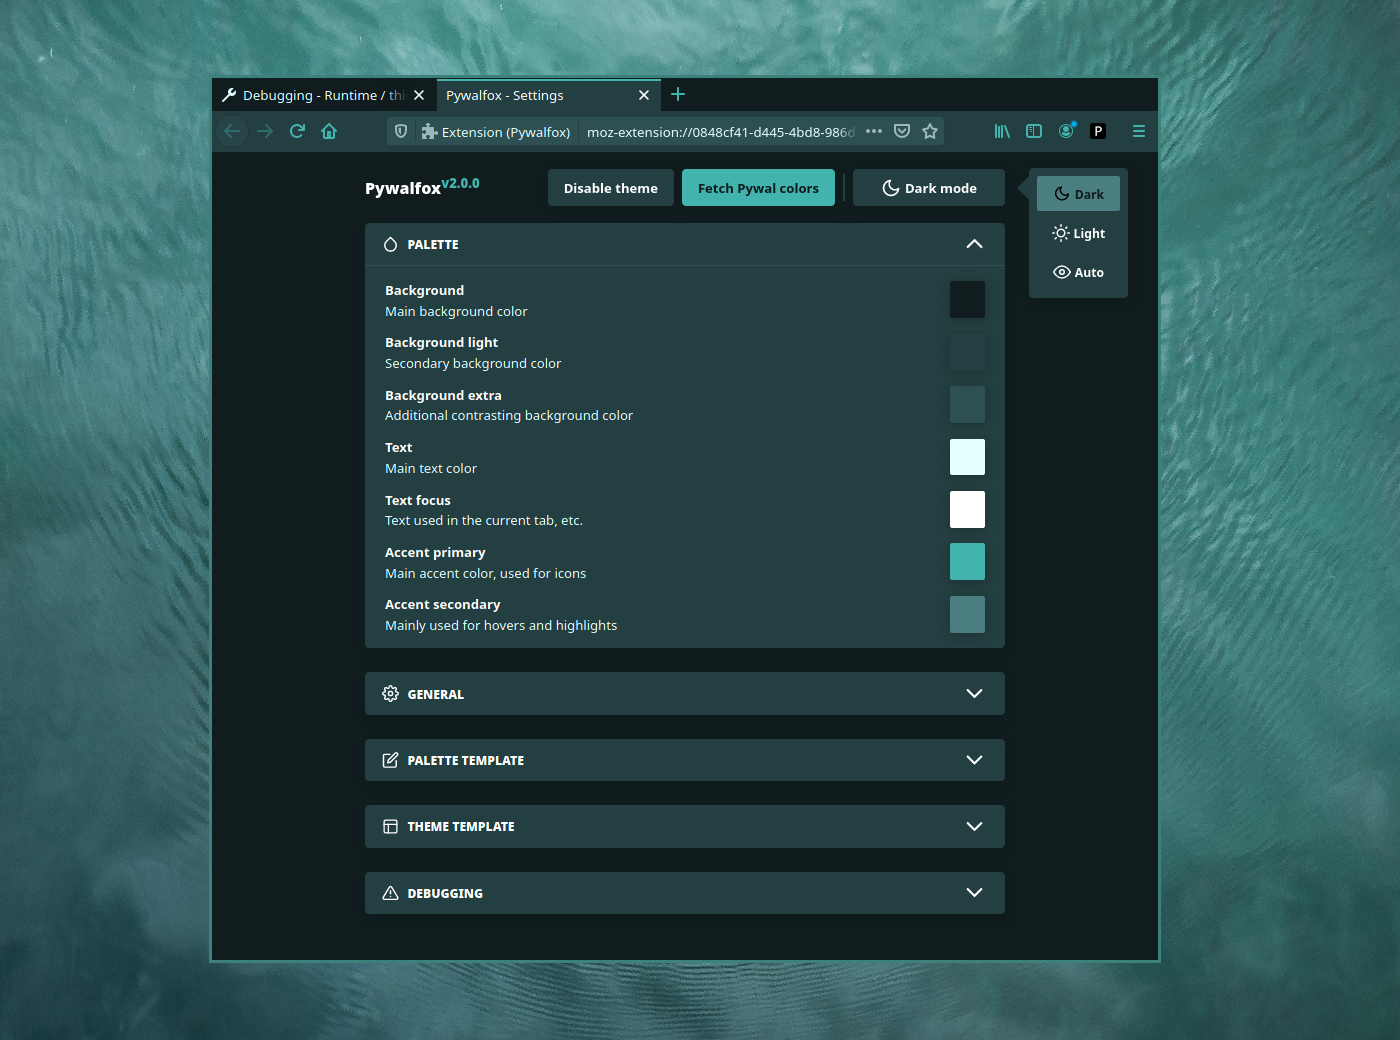 Debugging - Runtime / thi
Pywalfox - Settings
Extension (Pywalfox)
moz-extension://0848cf41-d445-4bd8-986d
P
Pywalfox v2.0.0
Disable theme
Fetch Pywal colors
Dark mode
Dark
Light
Auto
PALETTE
Background
Main background color
Background light
Secondary background color
Background extra
Additional contrasting background color
Text
Main text color
Text focus
Text used in the current tab, etc.
Accent primary
Main accent color, used for icons
Accent secondary
Mainly used for hovers and highlights
GENERAL
PALETTE TEMPLATE
THEME TEMPLATE
DEBUGGING